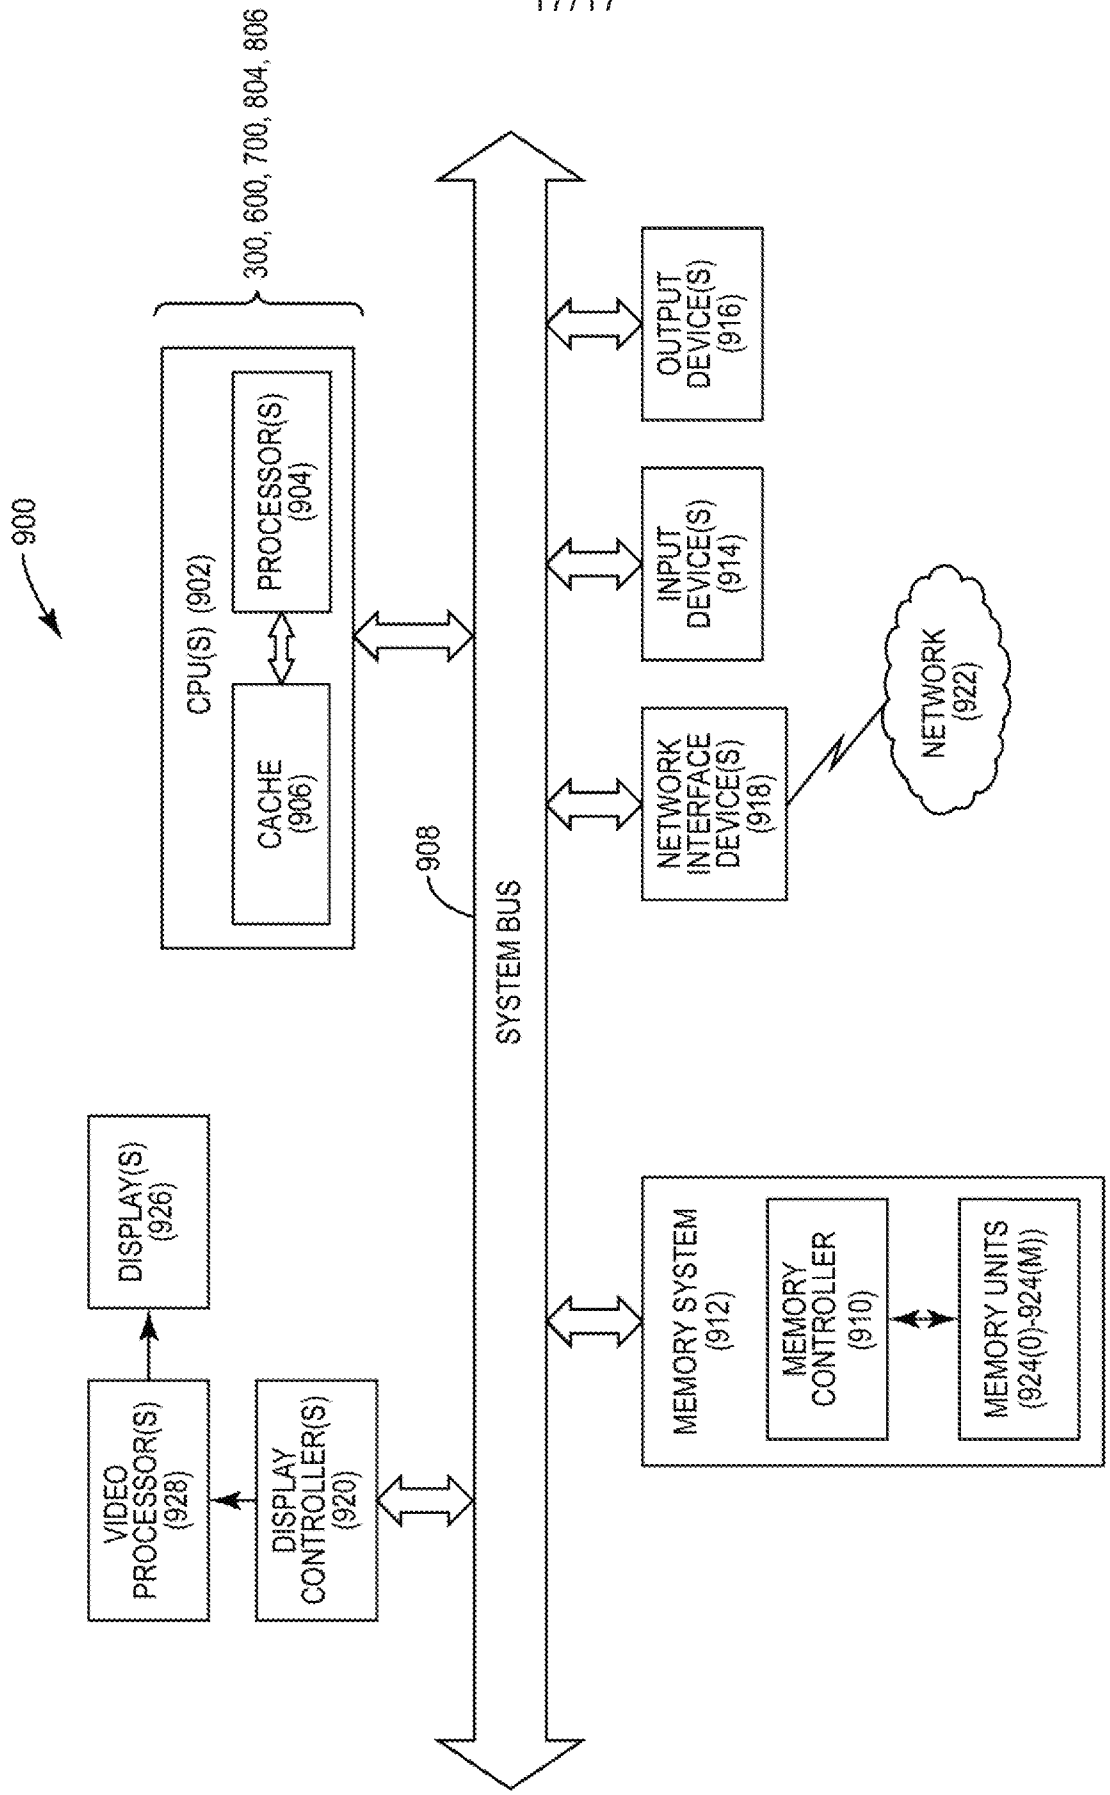 17/17
900
300, 600, 700, 804, 806
CPU(S) (902)
CACHE
(906)
PROCESSOR(S)
(904)
VIDEO
PROCESSOR(S)
(928)
DISPLAY(S)
(926)
DISPLAY
CONTROLLER(S)
(920)
908
SYSTEM BUS
MEMORY SYSTEM
(912)
MEMORY
CONTROLLER
(910)
MEMORY UNITS
(924(0)-924(M))
NETWORK
INTERFACE
DEVICE(S)
(918)
INPUT
DEVICE(S)
(914)
OUTPUT
DEVICE(S)
(916)
NETWORK
(922)